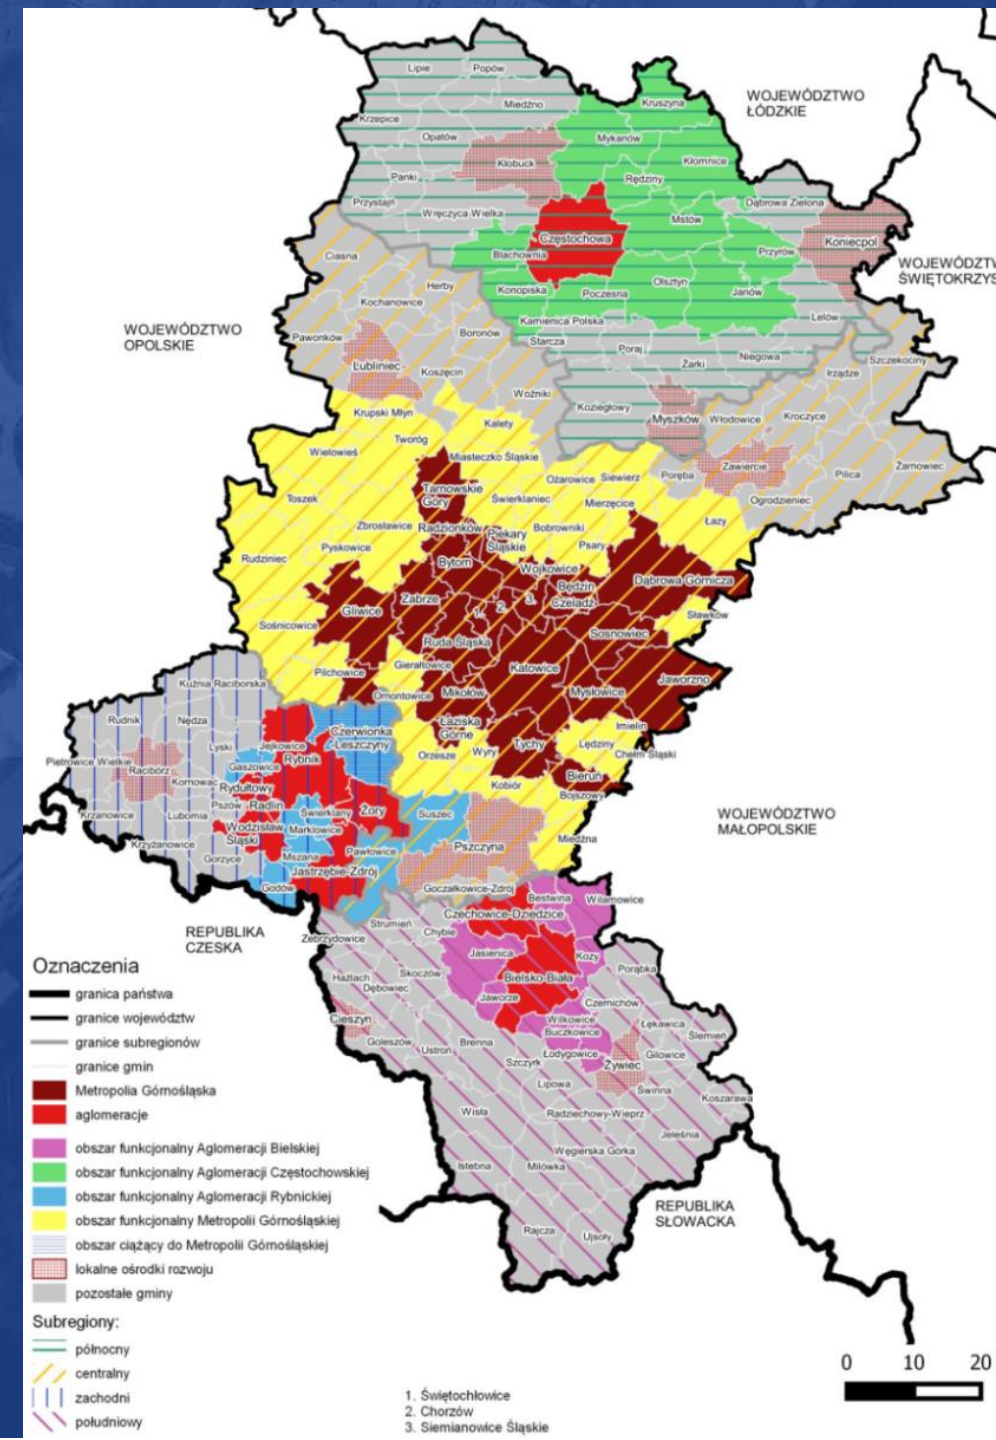 WOJEWÓDZTWO
ŁÓDZKIE
Lipie
Popów
Miedźno
Kruszyna
Krzepice
Opatów
Mykanów
Kłobuck
Kłomnice
Panki
Rędziny
Przystajń
Wręczyca Wielka
Dąbrowa Zielona
Mstów
Częstochowa
Koniecpol
Blachownia
Przyrów
WOJEWÓDZTW
ŚWIĘTOKRZYS
Ciasna
Herby
Konopiska
Poczesna
Olsztyn
Janów
Kochanowice
Kamienica Polska
Lelów
WOJEWÓDZTWO
OPOLSKIE
Pawonków
Boronów
Starcza
Poraj
Niegowa
Żarki
Szczekociny
Lubliniec
Koszęcin
Irządze
Woźniki
Koziegłowy
Myszków
Włodowice
Kroczyce
Krupski Młyn
Kalety
Tworóg
Wielowieś
Miasteczko Śląskie
Zawiercie
Żarnowiec
Poręba
Pilica
Ożarowice
Siewierz
Toszek
Tarnowskie
Góry
Świerklaniec
Mierzęcice
Ogrodzieniec
Zbrosławice
Radzionków
Piekary
Śląskie
Bobrowniki
Łazy
Pyskowice
Psary
Rudziniec
Bytom
Wojkowice
Będzin
Dąbrowa Górnicza
Zabrze
Czeladź
Gliwice
1.
2.
3.
Sławków
Sośnicowice
Ruda Śląska
Sosnowiec
Gierałtowice
Katowice
Pilchowice
Jaworzno
Kuźnia Raciborska
Ornontowice
Mikołów
Mysłowice
Rudnik
Nędza
Czerwionka
Leszczyny
Łaziska
Górne
Imielin
Lyski
Jejkowice
Tychy
Lędziny
Chełm Śląski
Pietrowice Wielkie
Rybnik
Orzesze
Wyry
Racibórz
Gaszowice
Bieruń
Kornowac
Rydułtowy
Kobiór
Bojszowy
Krzanowice
Lubomia
Pszów
Radlin
Świerklany
Żory
Suszec
WOJEWÓDZTWO
MAŁOPOLSKIE
Wodzisław
Śląski
Marklowice
Krzyżanowice
Miedźna
Gorzyce
Mszana
Pawłowice
Pszczyna
Jastrzębie-Zdrój
Godów
Goczałkowice-Zdrój
Bestwina
Wilamowice
Czechowice-Dziedzice
Strumień
Chybie
REPUBLIKA
CZESKA
Zebrzydowice
Jasienica
Kozy
Porąbka
Skoczów
Hażlach
Dębowiec
Bielsko-Biała
Jaworze
Czernichów
Cieszyn
Wilkowice
Łękawica
Buczkowice
Ślemień
Goleszów
Ustroń
Brenna
Łodygowice
Gilowice
Szczyrk
Żywiec
Lipowa
Świnna
Koszarawa
Wisła
Radziechowy-Wieprz
Jeleśnia
Węgierska Górka
Istebna
Milówka
REPUBLIKA
SŁOWACKA
Rajcza
Ujsoły
Oznaczenia
granica państwa
granice województw
granice subregionów
granice gmin
Metropolia Górnośląska
aglomeracje
obszar funkcjonalny Aglomeracji Bielskiej
obszar funkcjonalny Aglomeracji Częstochowskiej
obszar funkcjonalny Aglomeracji Rybnickiej
obszar funkcjonalny Metropolii Górnośląskiej
obszar ciążący do Metropolii Górnośląskiej
lokalne ośrodki rozwoju
pozostałe gminy
Subregiony:
północny
centralny
zachodni
południowy
1. Świętochłowice
2. Chorzów
3. Siemianowice Śląskie
0 10 20